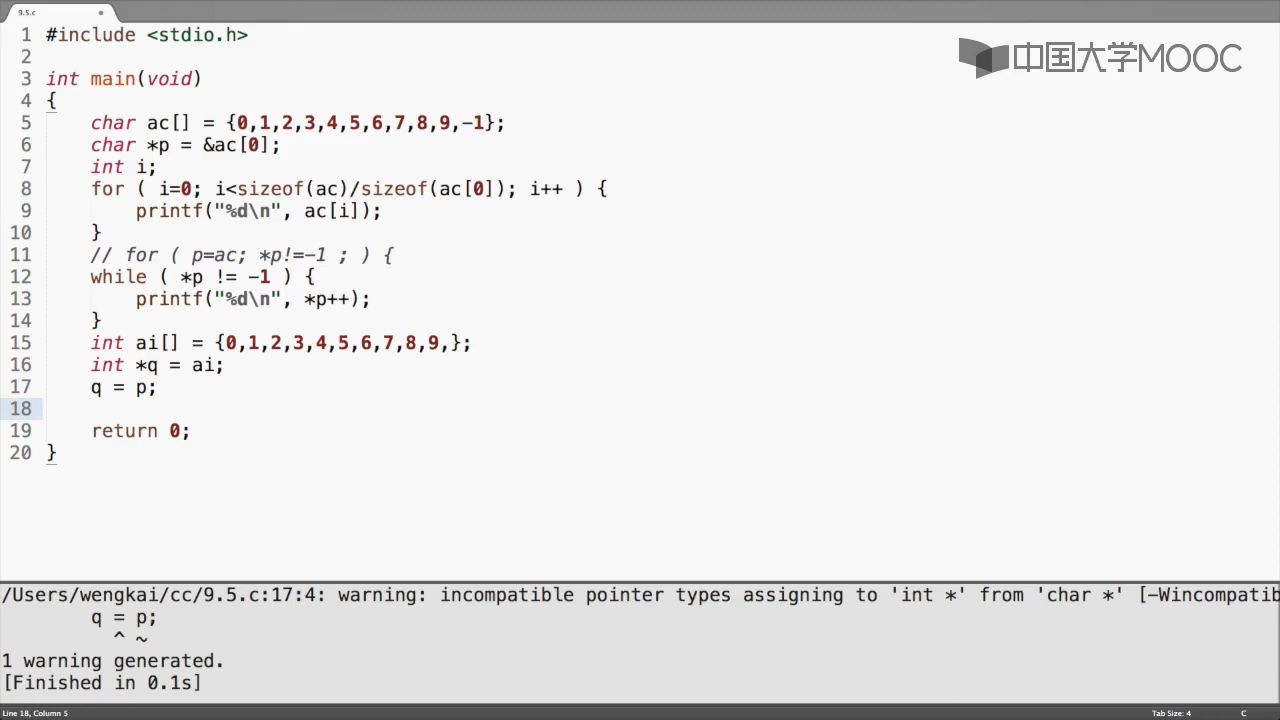 9.5.c
中国大学MOOC
1 #include <stdio.h>
2
3 int main(void)
4 {
5     char ac[] = {0,1,2,3,4,5,6,7,8,9,-1};
6     char *p = &ac[0];
7     int i;
8     for ( i=0; i<sizeof(ac)/sizeof(ac[0]); i++ ) {
9         printf("%d\n", ac[i]);
10     }
11     // for ( p=ac; *p!=-1 ; ) {
12     while ( *p != -1 ) {
13         printf("%d\n", *p++);
14     }
15     int ai[] = {0,1,2,3,4,5,6,7,8,9,};
16     int *q = ai;
17     q = p;
18
19     return 0;
20 }
/Users/wengkai/cc/9.5.c:17:4: warning: incompatible pointer types assigning to 'int *' from 'char *' [-Wincompatib
        q = p;
          ^ ~
1 warning generated.
[Finished in 0.1s]
Line 18, Column 5
Tab Size: 4
C